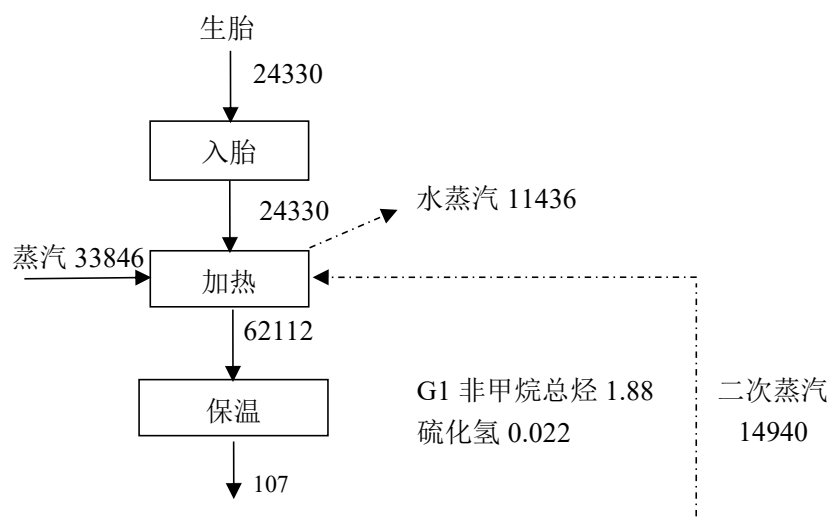 生胎
24330
入胎
24330
水蒸汽 11436
蒸汽 33846
加热
62112
保温
G1 非甲烷总烃 1.88
硫化氢 0.022
二次蒸汽
14940
107